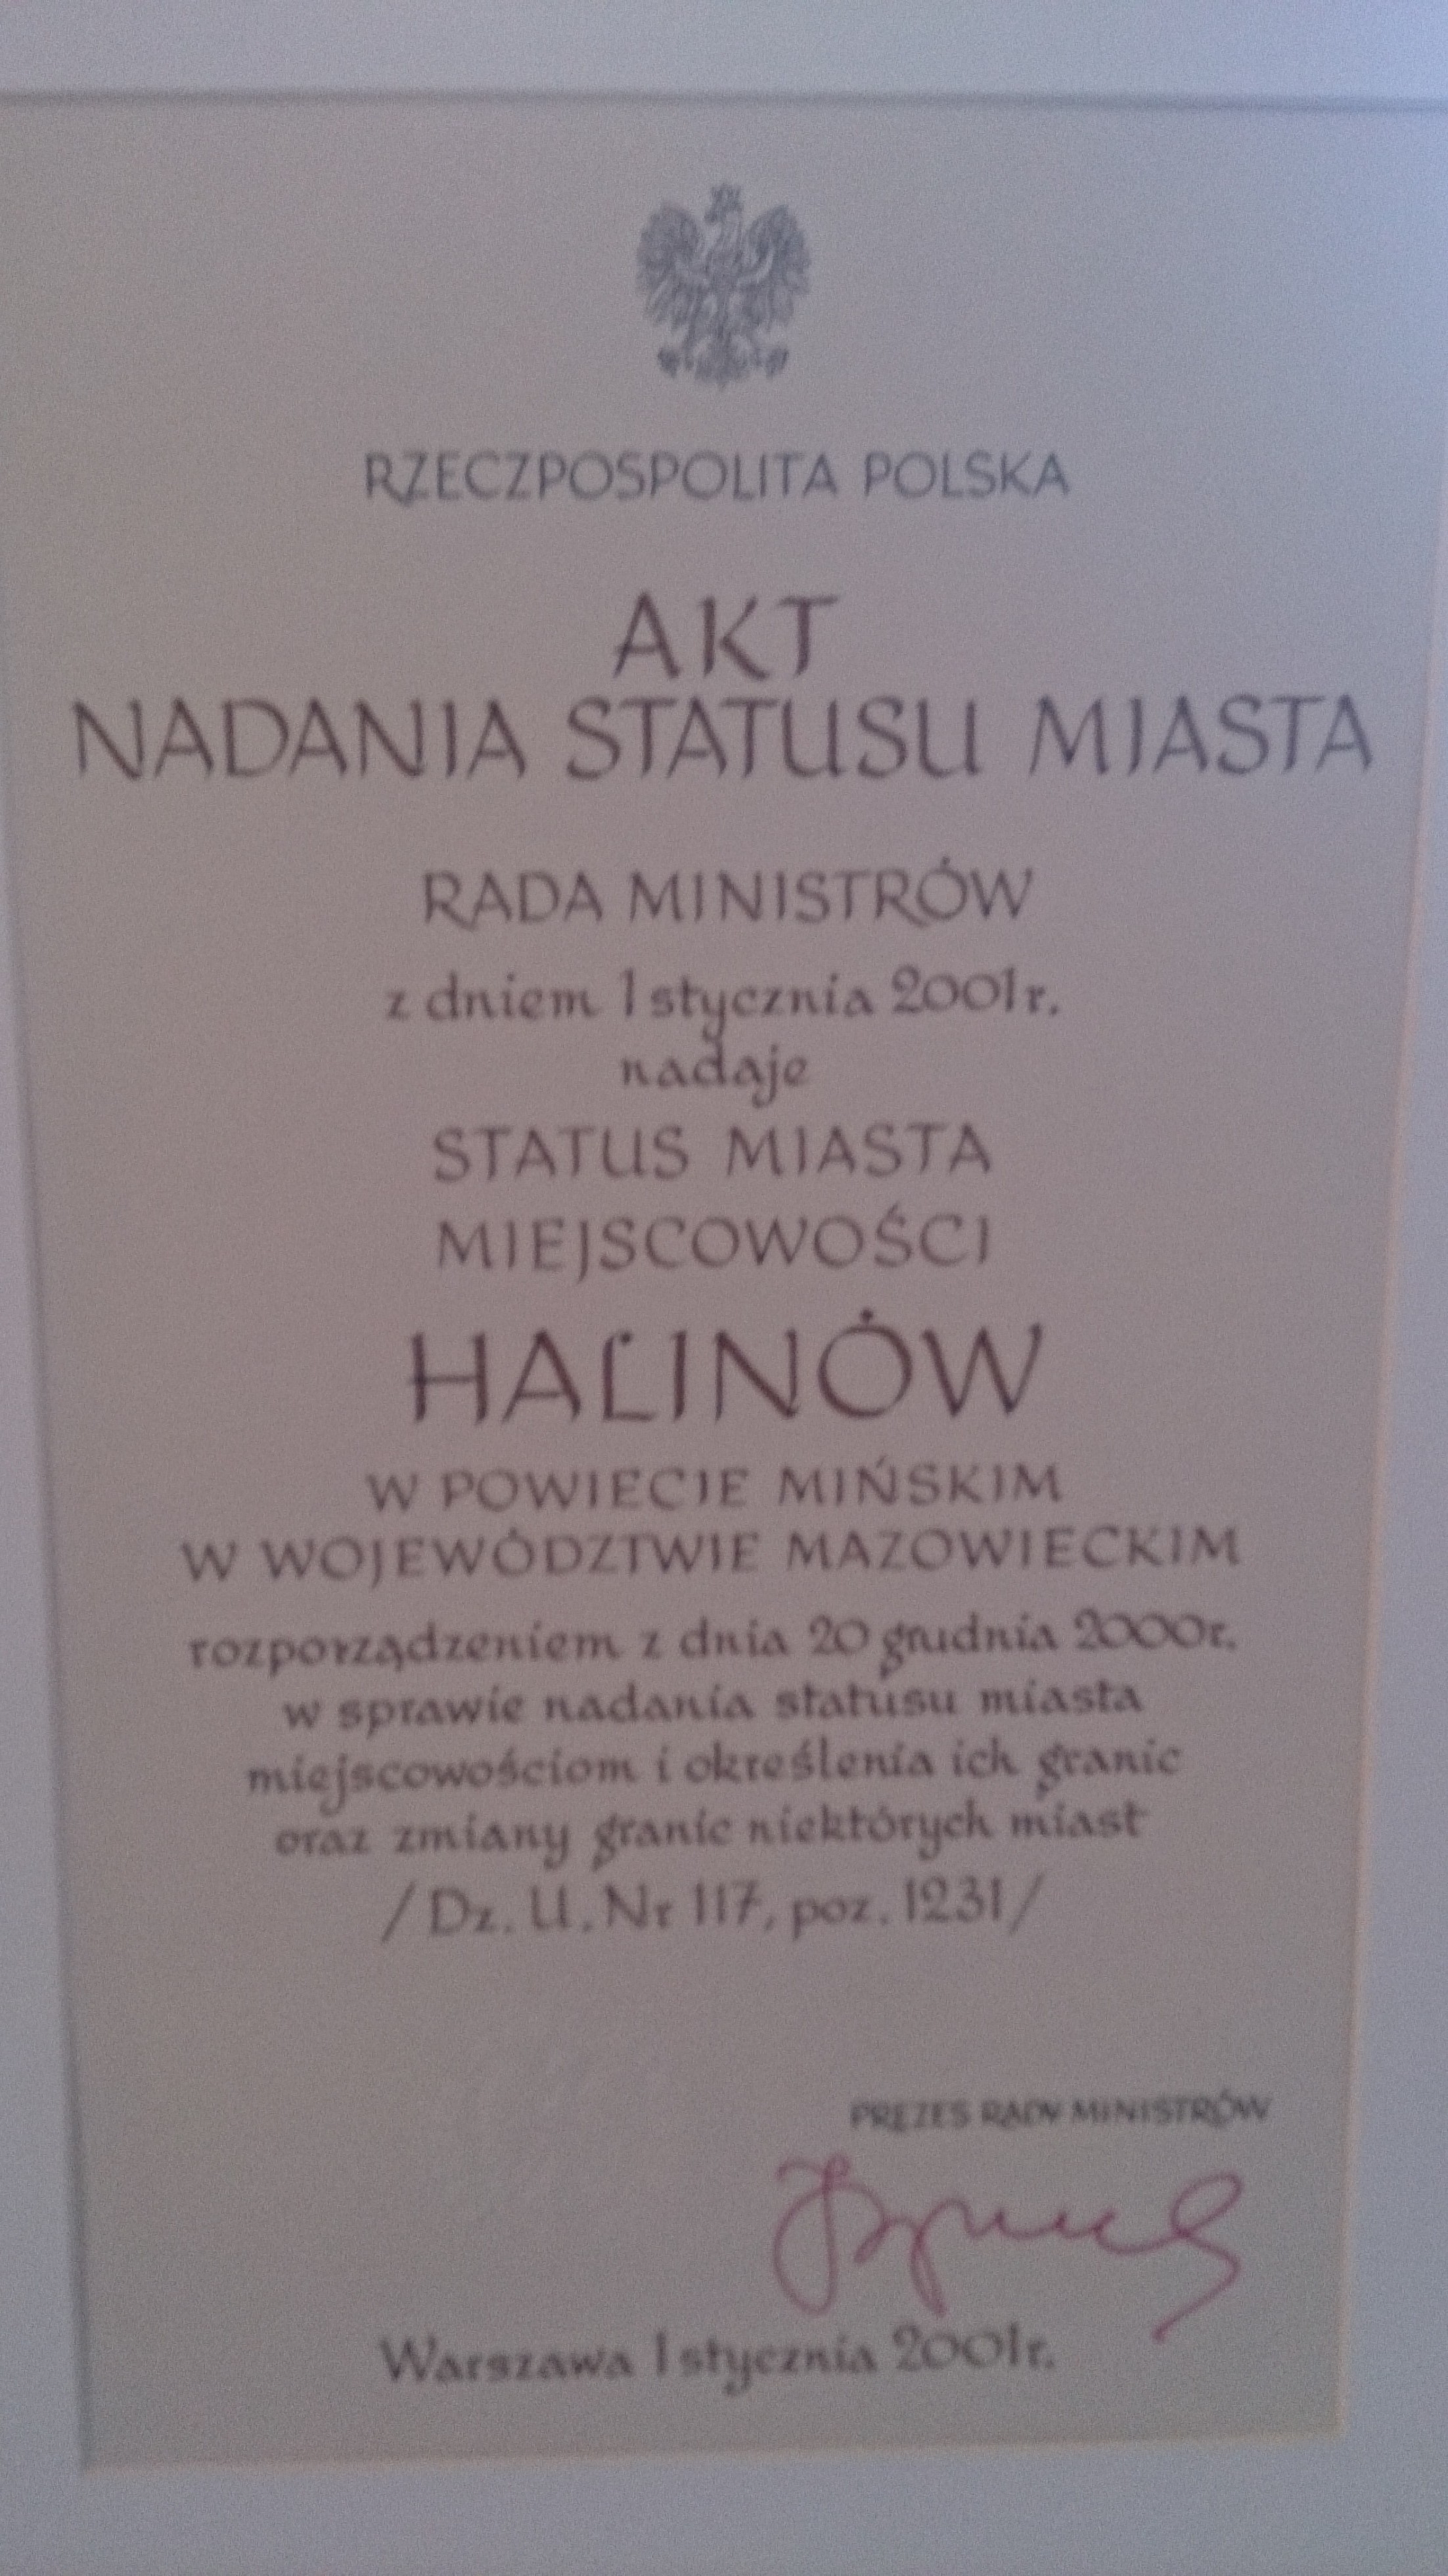 RZECZPOSPOLITA POLSKA
AKT
NADANIA STATUSU MIASTA
RADA MINISTRÓW
z dniem 1 stycznia 2001 r.
nadaje
STATUS MIASTA
MIEJSCOWOŚCI
HALINÓW
W POWIECIE MIŃSKIM
W WOJEWÓDZTWIE MAZOWIECKIM
rozporządzeniem z dnia 20 grudnia 2000 r.
w sprawie nadania statusu miasta
miejscowościom i określenia ich granic
oraz zmiany granic niektórych miast
/Dz. U. Nr 117, poz. 1231/
PREZES RADY MINISTRÓW
Warszawa 1 stycznia 2001 r.